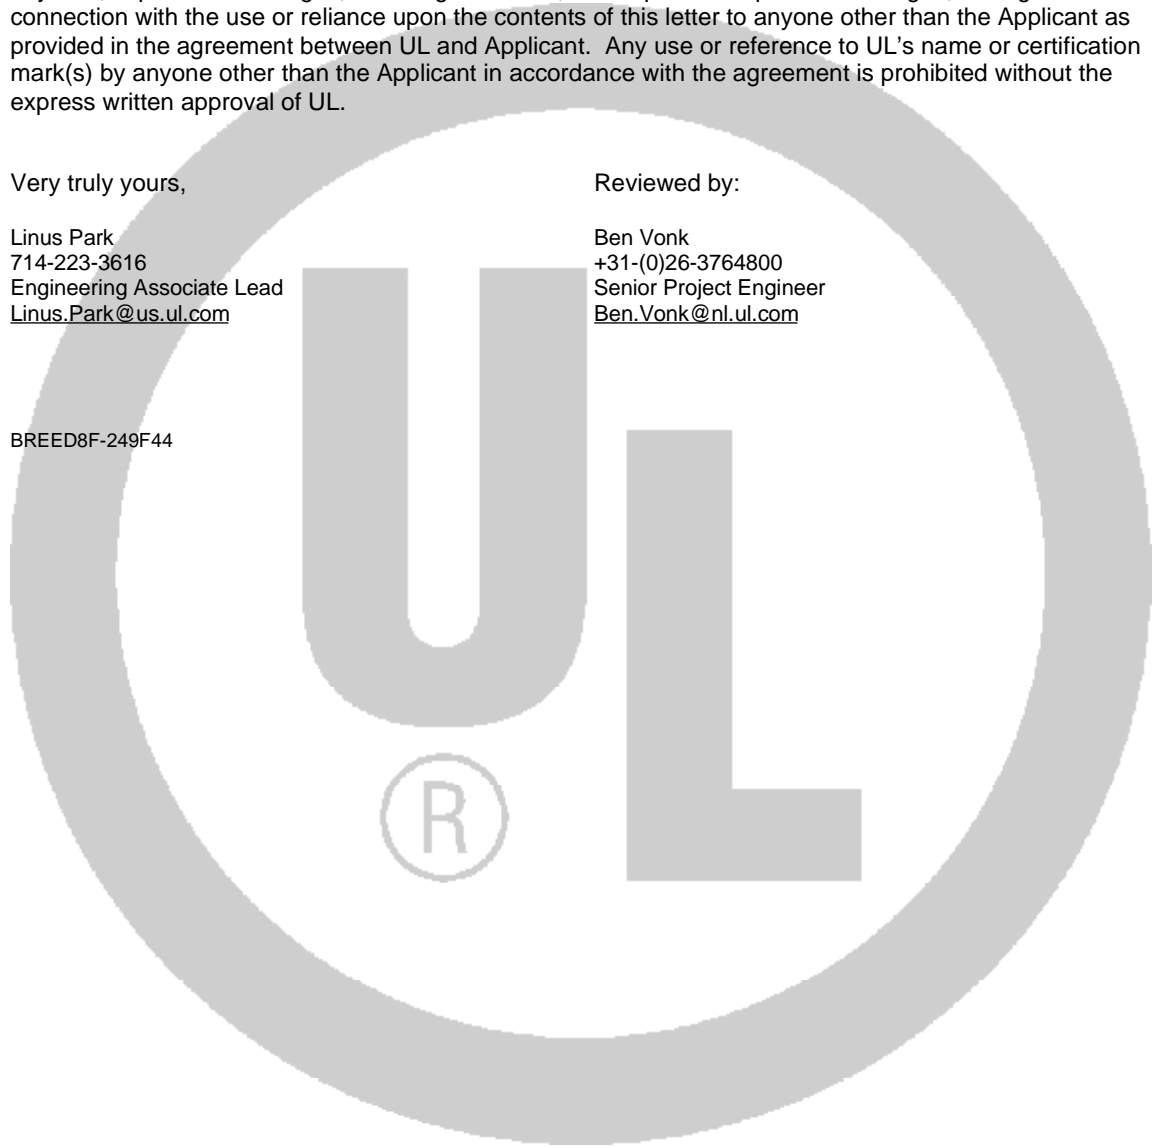 connection with the use or reliance upon the contents of this letter to anyone other than the Applicant as
provided in the agreement between UL and Applicant.  Any use or reference to UL's name or certification
mark(s) by anyone other than the Applicant in accordance with the agreement is prohibited without the
express written approval of UL.
Very truly yours,
Linus Park
714-223-3616
Engineering Associate Lead
Linus.Park@us.ul.com
Reviewed by:
Ben Vonk
+31-(0)26-3764800
Senior Project Engineer
Ben.Vonk@nl.ul.com
BREED8F-249F44
UL
®